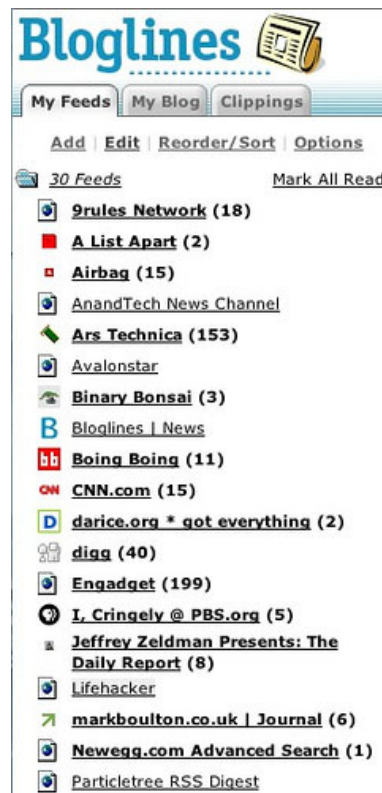 Bloglines
My Feeds My Blog Clippings
Add | Edit | Reorder/Sort | Options
30 Feeds Mark All Read
9rules Network (18)
A List Apart (2)
Airbag (15)
AnandTech News Channel
Ars Technica (153)
Avalonstar
Binary Bonsai (3)
B Bloglines | News
bb Boing Boing (11)
CNN CNN.com (15)
D darice.org * got everything (2)
digg (40)
Engadget (199)
I, Cringely @ PBS.org (5)
Jeffrey Zeldman Presents: The
Daily Report (8)
Lifehacker
markboulton.co.uk | Journal (6)
Newegg.com Advanced Search (1)
Particletree RSS Digest